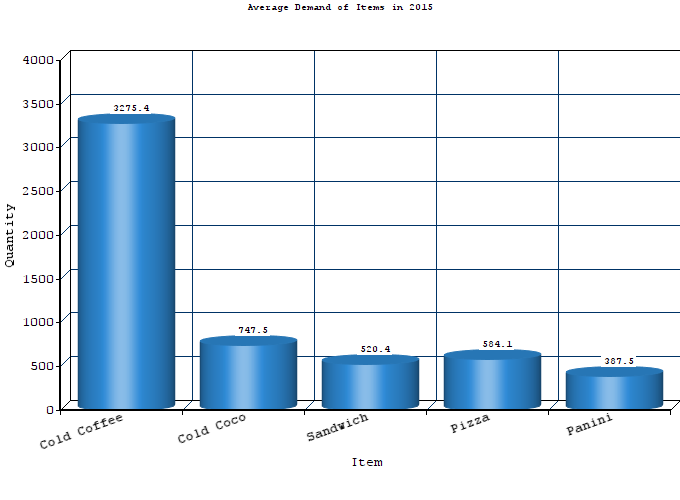 Average Demand of Items in 2015
4000
3500
3000
2500
2000
1500
1000
500
0
Quantity
3275.4
747.5
520.4
584.1
387.5
Cold Coffee
Cold Coco
Sandwich
Pizza
Panini
Item